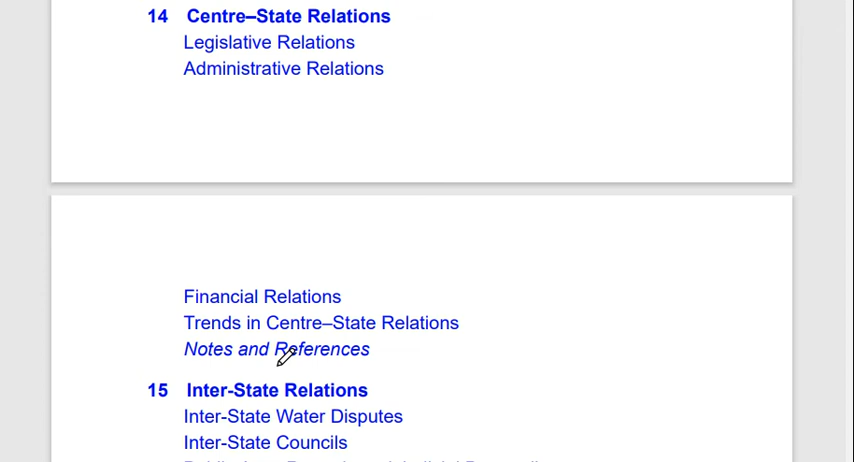 14 Centre–State Relations
Legislative Relations
Administrative Relations
Financial Relations
Trends in Centre–State Relations
Notes and References
15 Inter-State Relations
Inter-State Water Disputes
Inter-State Councils